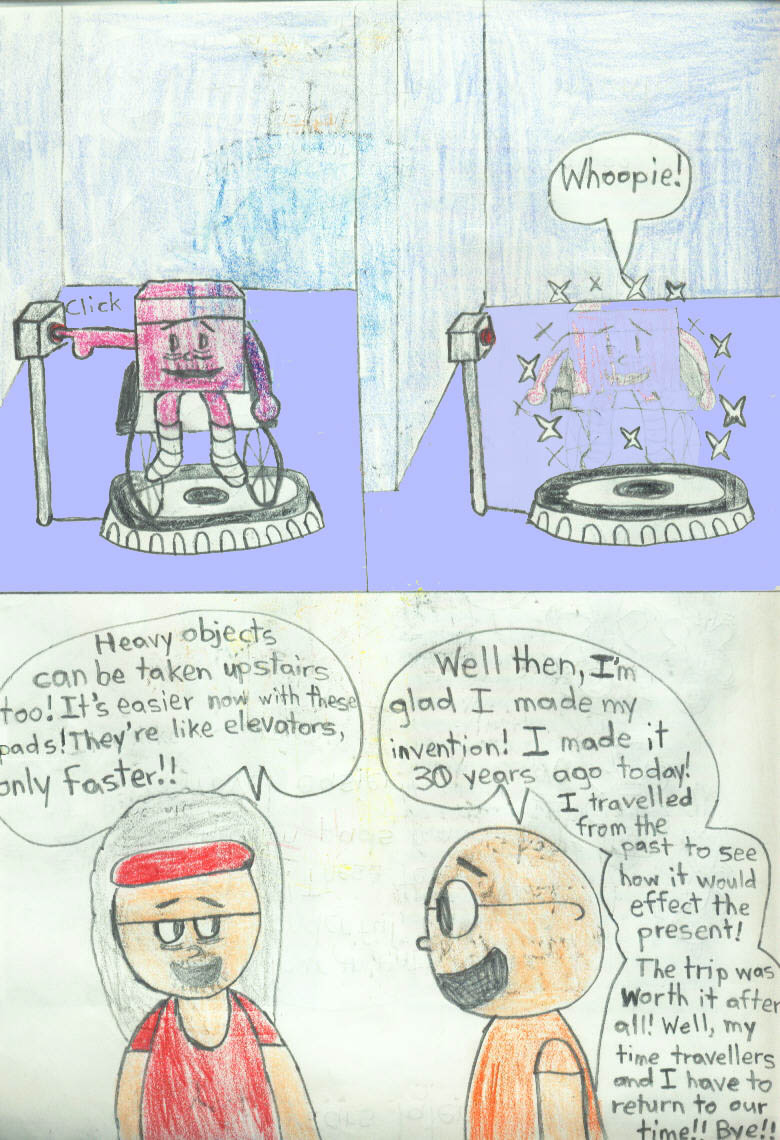 Click
Whoopie!
Heavy objects
can be taken upstairs
too! It's easier now with these
pads! They're like elevators,
only faster!!
Well then, I'm
glad I made my
invention! I made it
30 years ago today!
I travelled
from the
past to see
how it would
effect the
present!
The trip was
worth it after
all! Well, my
time travellers
and I have to
return to our
time!! Bye!!